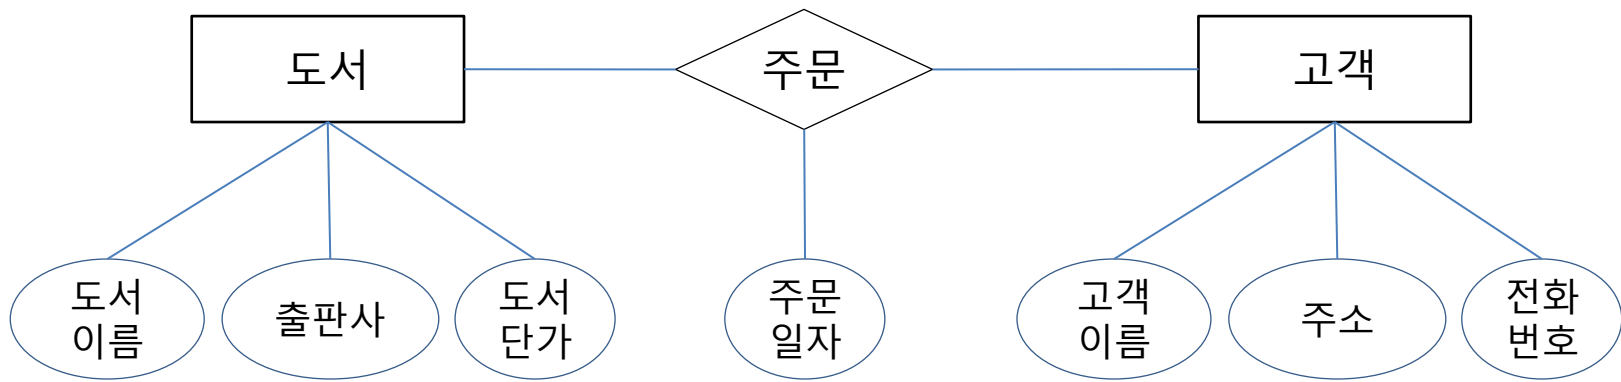 도서
주문
고객
도서
이름
출판사
도서
단가
주문
일자
고객
이름
주소
전화
번호